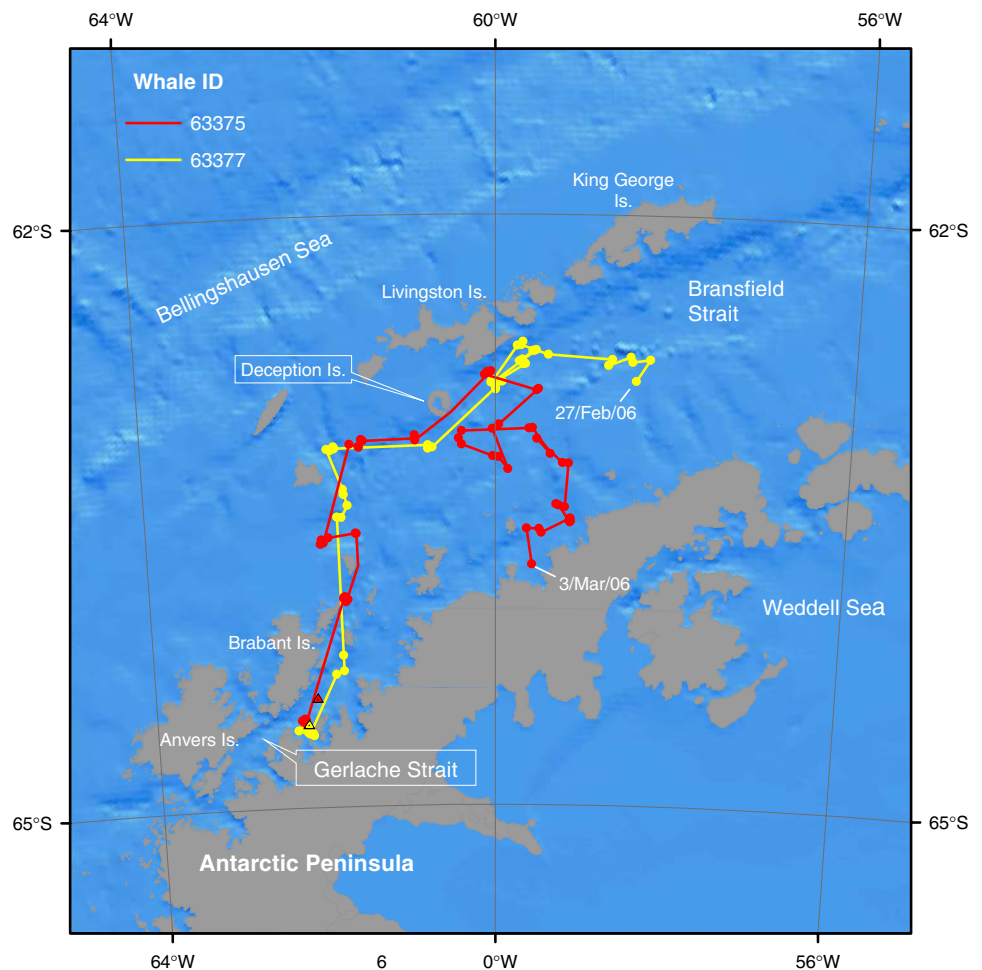 64°W 60°W 56°W
Whale ID
63375
63377
King George
Is.
62°S 62°S
Bellingshausen Sea
Livingston Is.
Bransfield
Strait
Deception Is.
27/Feb/06
3/Mar/06
Weddell Sea
Brabant Is.
Anvers Is.
Gerlache Strait
65°S 65°S
Antarctic Peninsula
64°W 6 0°W 56°W